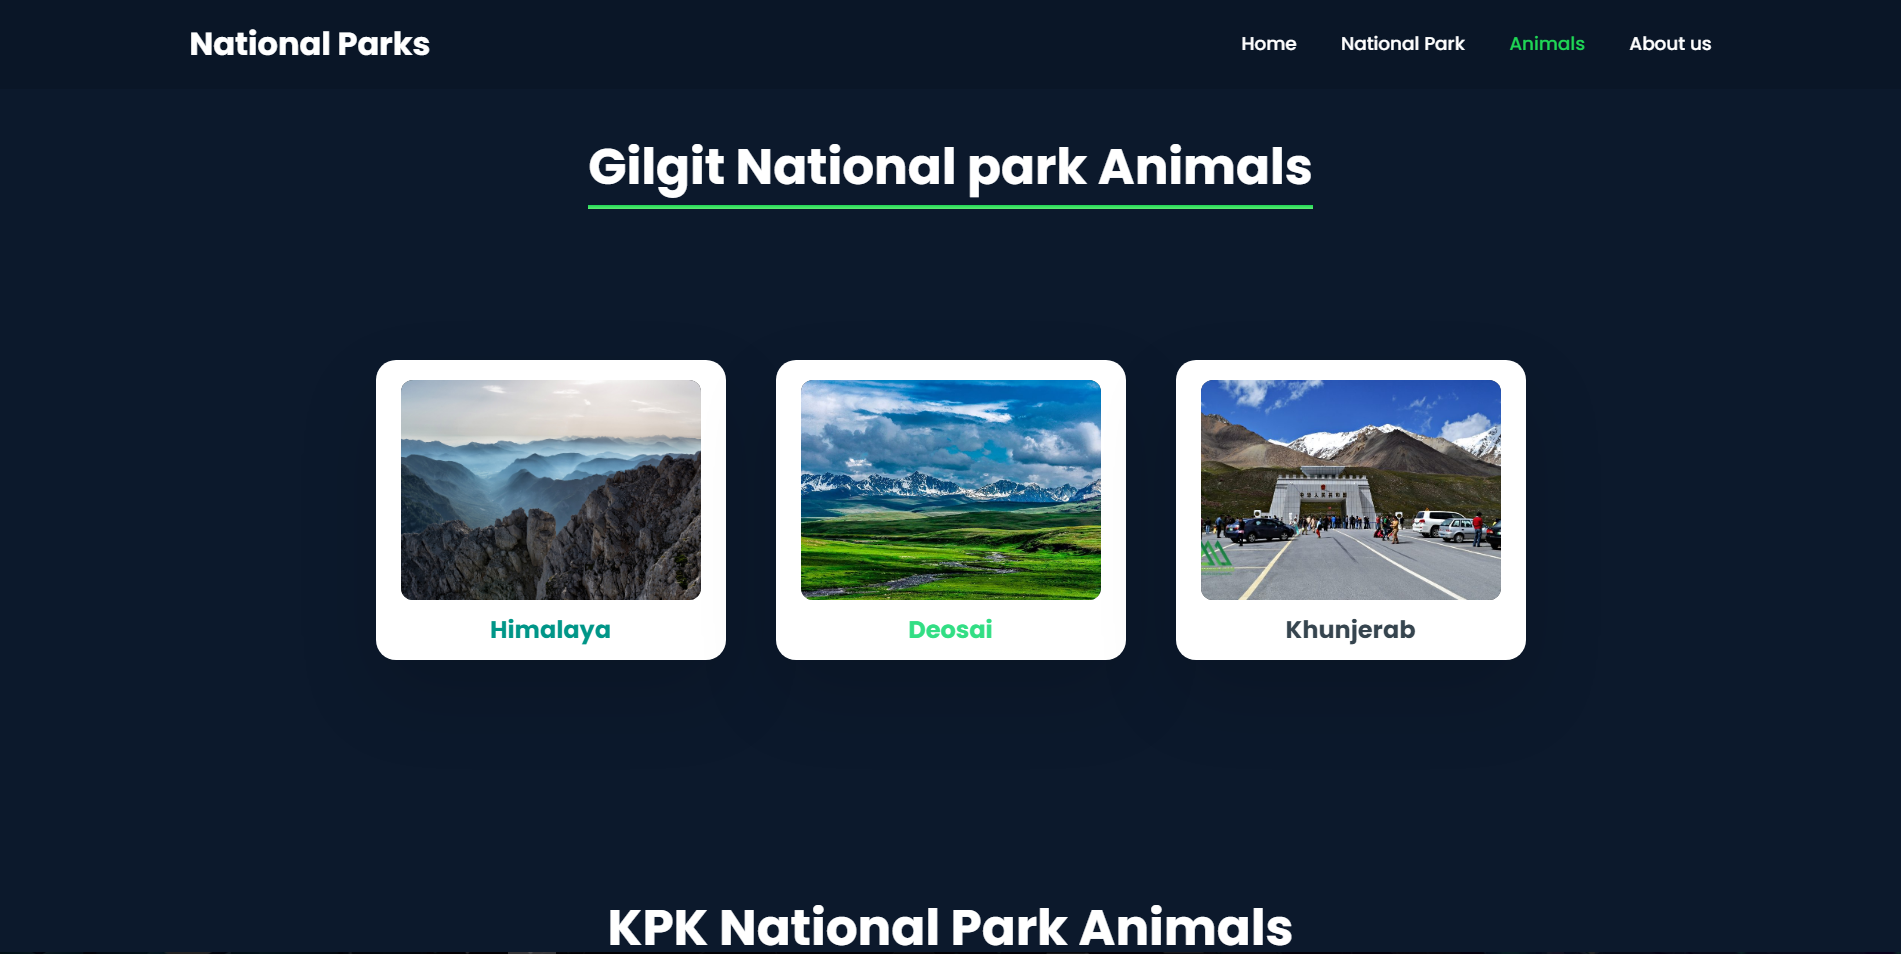 National Parks
Home
National Park
Animals
About us
Gilgit National park Animals
Himalaya
Deosai
Khunjerab
KPK National Park Animals